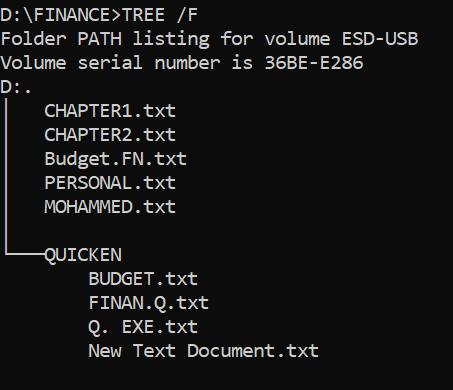 D:\FINANCE>TREE /F
Folder PATH listing for volume ESD-USB
Volume serial number is 36BE-E286
D:.
CHAPTER1.txt
CHAPTER2.txt
Budget.FN.txt
PERSONAL.txt
MOHAMMED.txt
QUICKEN
BUDGET.txt
FINAN.Q.txt
Q. EXE.txt
New Text Document.txt